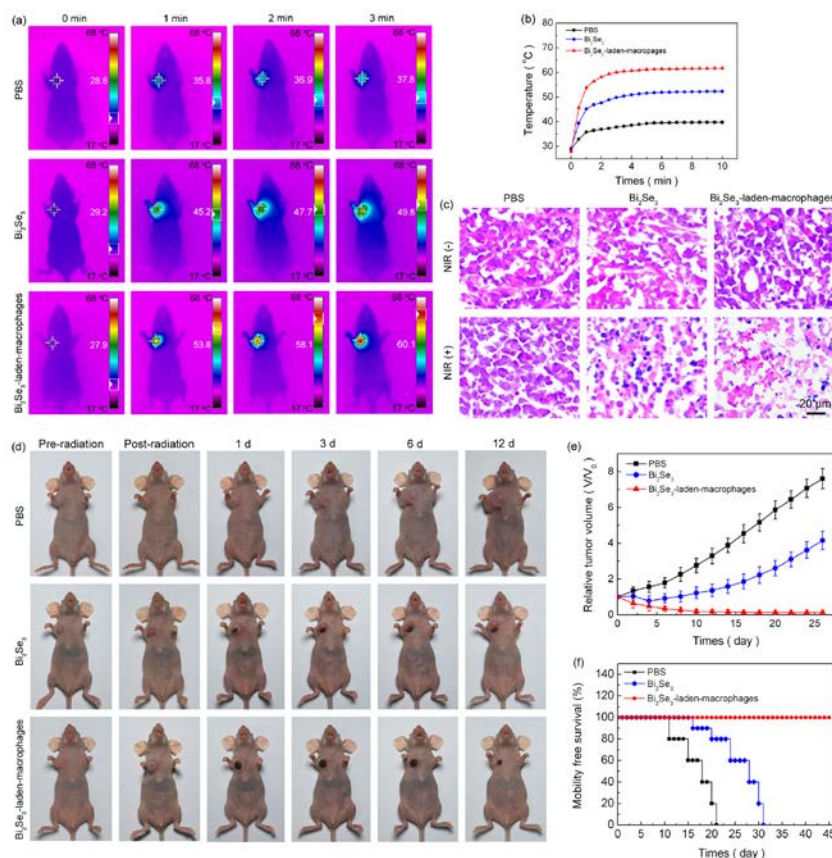 (a)
0 min
1 min
2 min
3 min
PBS
68 °C
28.8
17 °C
68 °C
35.8
17 °C
68 °C
36.9
17 °C
68 °C
37.8
17 °C
Bi2Se3
68 °C
29.2
17 °C
68 °C
45.2
17 °C
68 °C
47.7
17 °C
68 °C
49.8
17 °C
Bi2Se3-laden-macrophages
68 °C
27.9
17 °C
68 °C
53.8
17 °C
68 °C
58.1
17 °C
68 °C
60.1
17 °C
(b)
PBS
Bi2Se3
Bi2Se3-laden-macropages
Temperature ( °C)
70
60
50
40
30
0 2 4 6 8 10
Times ( min )
(c)
PBS
Bi2Se3
Bi2Se3-laden-macrophages
NIR (-)
NIR (+)
20 μm
(d)
Pre-radiation
Post-radiation
1 d
3 d
6 d
12 d
PBS
Bi2Se3
Bi2Se3-laden-macrophages
(e)
PBS
Bi2Se3
Bi2Se3-laden-macrophages
Relative tumor volume ( V/V0 )
10
8
6
4
2
0
0 5 10 15 20 25
Times ( day )
(f)
PBS
Bi2Se3
Bi2Se3-laden-macrophages
Mobility free survival (%)
140
120
100
80
60
40
20
0
0 5 10 15 20 25 30 35 40 45
Times ( day )